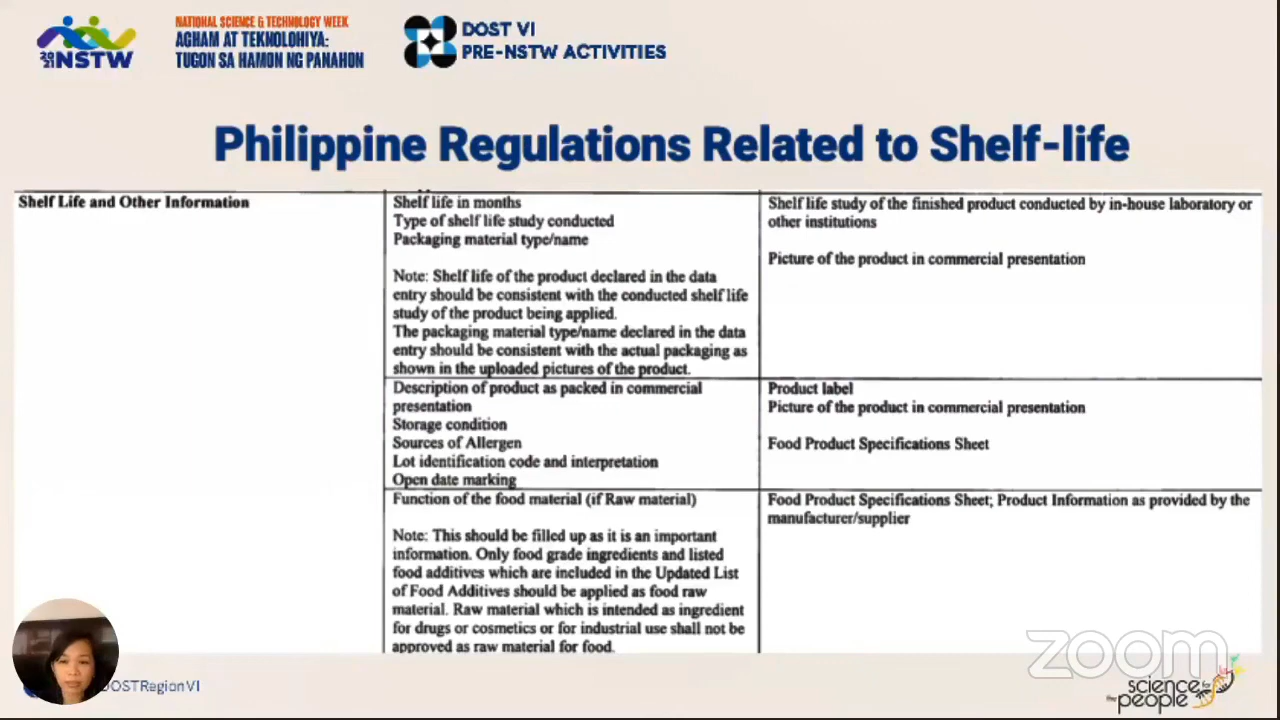 2021 NSTW
NATIONAL SCIENCE & TECHNOLOGY WEEK
AGHAM AT TEKNOLOHIYA:
TUGON SA HAMON NG PANAHON
DOST VI
PRE-NSTW ACTIVITIES
Philippine Regulations Related to Shelf-life
Shelf Life and Other Information
Shelf life in months
Type of shelf life study conducted
Packaging material type/name
Note: Shelf life of the product declared in the data
entry should be consistent with the conducted shelf life
study of the product being applied.
The packaging material type/name declared in the data
entry should be consistent with the actual packaging as
shown in the uploaded pictures of the product.
Shelf life study of the finished product conducted by in-house laboratory or
other institutions
Picture of the product in commercial presentation
Description of product as packed in commercial
presentation
Storage condition
Sources of Allergen
Lot identification code and interpretation
Open date marking
Product label
Picture of the product in commercial presentation
Food Product Specifications Sheet
Function of the food material (if Raw material)
Note: This should be filled up as it is an important
information. Only food grade ingredients and listed
food additives which are included in the Updated List
of Food Additives should be applied as food raw
material. Raw material which is intended as ingredient
for drugs or cosmetics or for industrial use shall not be
approved as raw material for food.
Food Product Specifications Sheet; Product Information as provided by the
manufacturer/supplier
OSTRegionVI
zoom
science for
the people